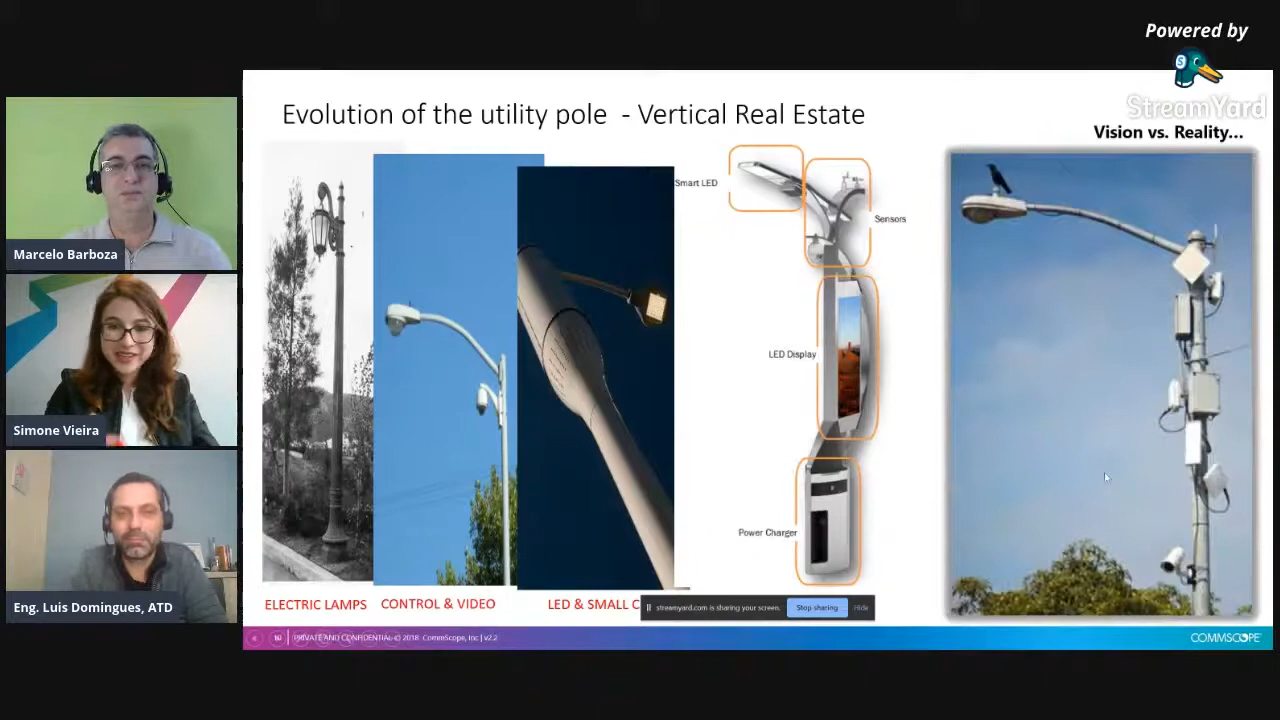 Powered by
S
StreamYard
Marcelo Barboza
Simone Vieira
Eng. Luis Domingues, ATD
Evolution of the utility pole - Vertical Real Estate
Vision vs. Reality...
Smart LED
Sensors
LED Display
Power Charger
ELECTRIC LAMPS
CONTROL & VIDEO
LED & SMALL C
streamyard.com is sharing your screen.
Stop sharing
Hide
10
PRIVATE AND CONFIDENTIAL © 2018 CommScope, Inc | v2.2
COMMSCOPE